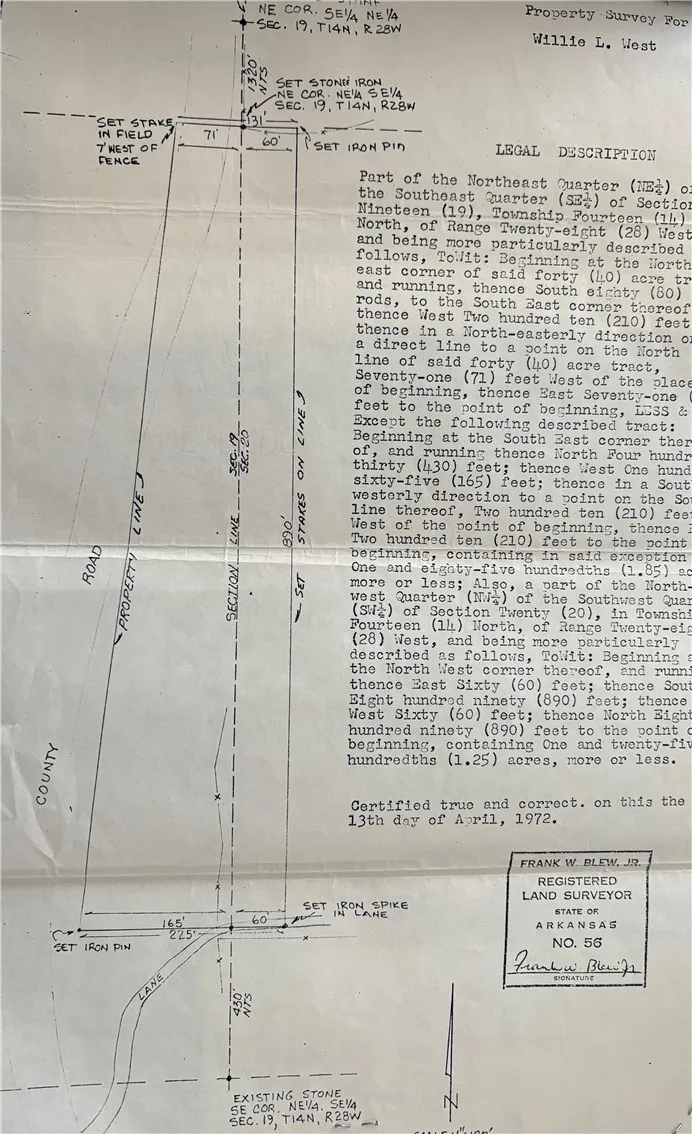 NE COR. SE1/4 NE1/4
SEC. 19, T14N, R28W
Property Survey For
Willie L. West
1320'
NTS
SET STONE IRON
NE COR. NE1/4 SE1/4
SEC. 19, T14N, R28W
SET STAKE
IN FIELD
7' WEST OF
FENCE
131'
71'
60'
SET IRON PIN
LEGAL DESCRIPTION
Part of the Northeast Quarter (NE¼) o
the Southeast Quarter (SE¼) of Section
Nineteen (19), Township Fourteen (14)
North, of Range Twenty-eight (28) West
and being more particularly described
follows, ToWit: Beginning at the North
east corner of said forty (40) acre tr
and running, thence South eighty (80)
rods, to the South East corner thereof
thence West Two hundred ten (210) feet
thence in a North-easterly direction o
a direct line to a point on the North
line of said forty (40) acre tract,
Seventy-one (71) feet West of the place
of beginning, thence East Seventy-one (
feet to the point of beginning, LESS &
Except the following described tract:
Beginning at the South East corner ther
of, and running thence North Four hundr
thirty (430) feet; thence West One hund
sixty-five (165) feet; thence in a Sout
westerly direction to a point on the So
line thereof, Two hundred ten (210) fee
West of the point of beginning, thence
Two hundred ten (210) feet to the point
beginning, containing in said exception
One and eighty-five hundredths (1.85) ac
more or less; Also, a part of the North-
west Quarter (NW¼) of the Southwest Quar
(SW¼) of Section Twenty (20), in Townshi
Fourteen (14) North, of Range Twenty-eig
(28) West, and being more particularly
described as follows, ToWit: Beginning a
the North West corner thereof, and runni
thence East Sixty (60) feet; thence Sout
Eight hundred ninety (890) feet; thence
West Sixty (60) feet; thence North Eight
hundred ninety (890) feet to the point o
beginning, containing One and twenty-fiv
hundredths (1.25) acres, more or less.
Certified true and correct. on this the
13th day of April, 1972.
ROAD
COUNTY
PROPERTY LINE
SECTION LINE
SEC. 19
SEC. 20
890'
SET STAKES ON LINE
FRANK W. BLEW, JR.
REGISTERED
LAND SURVEYOR
STATE OF
ARKANSAS
NO. 56
Frank W Blew Jr
SIGNATURE
SET IRON SPIKE
IN LANE
165'
60'
225'
SET IRON PIN
LANE
430'
NTS
N
EXISTING STONE
SE COR. NE1/4, SE1/4
SEC. 19, T14N, R28W